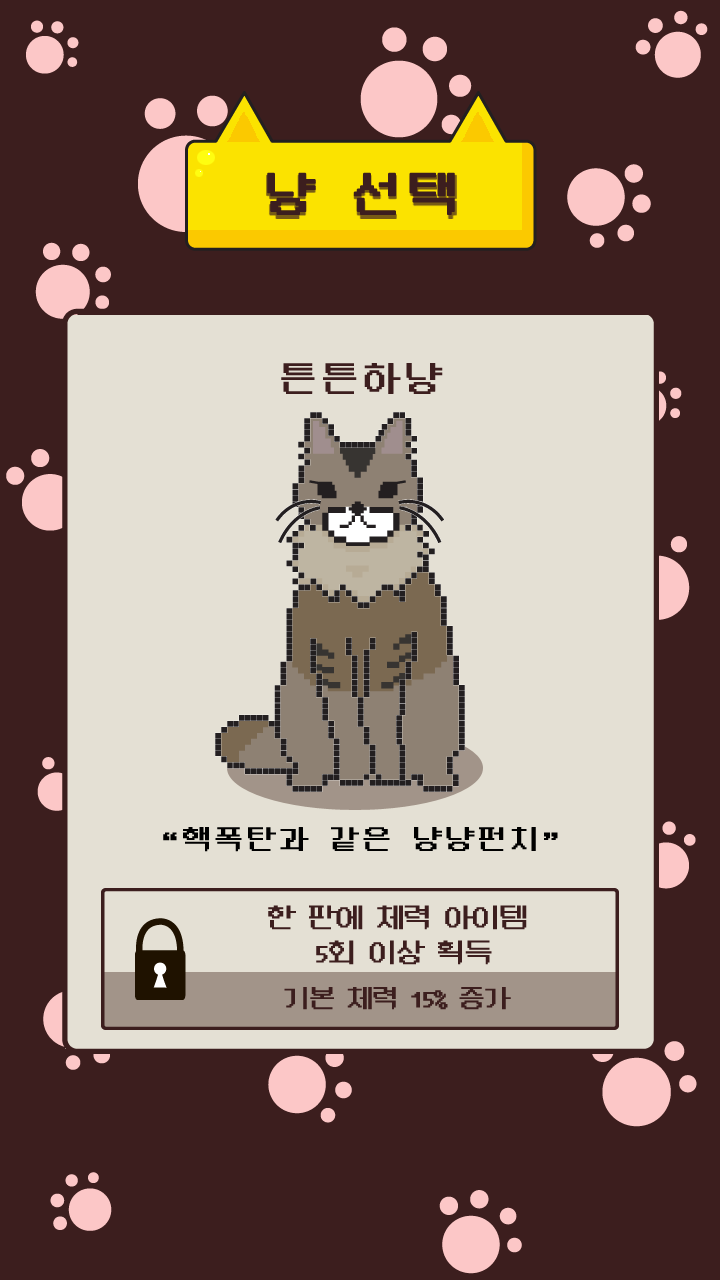 냥 선택
튼튼하냥
“핵폭탄과 같은 냥냥펀치”
한 판에 체력 아이템
5회 이상 획득
기본 체력 15% 증가